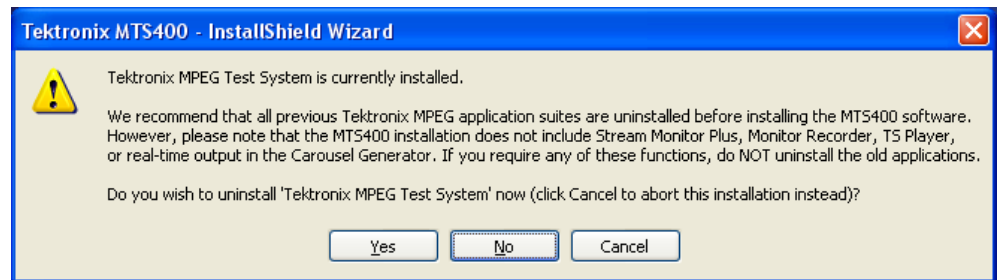 Tektronix MTS400 - InstallShield Wizard
Tektronix MPEG Test System is currently installed.
We recommend that all previous Tektronix MPEG application suites are uninstalled before installing the MTS400 software.
However, please note that the MTS400 installation does not include Stream Monitor Plus, Monitor Recorder, TS Player,
or real-time output in the Carousel Generator. If you require any of these functions, do NOT uninstall the old applications.
Do you wish to uninstall 'Tektronix MPEG Test System' now (click Cancel to abort this installation instead)?
Yes
No
Cancel